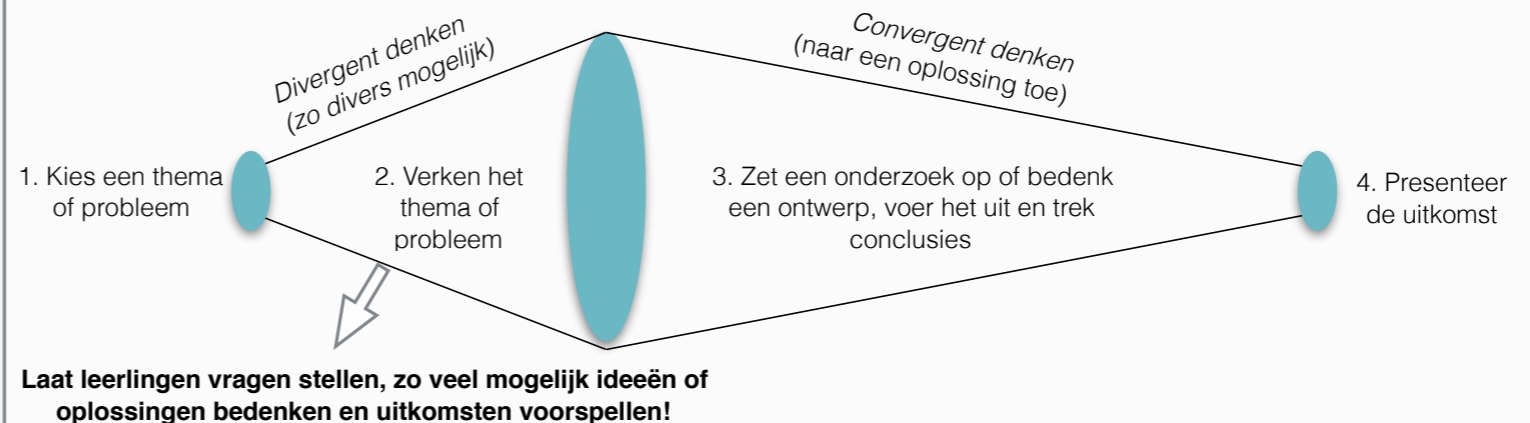 Divergent denken
(zo divers mogelijk)
Convergent denken
(naar een oplossing toe)
1. Kies een thema
of probleem
2. Verken het
thema of
probleem
3. Zet een onderzoek op of bedenk
een ontwerp, voer het uit en trek
conclusies
4. Presenteer
de uitkomst
Laat leerlingen vragen stellen, zo veel mogelijk ideeën of
oplossingen bedenken en uitkomsten voorspellen!